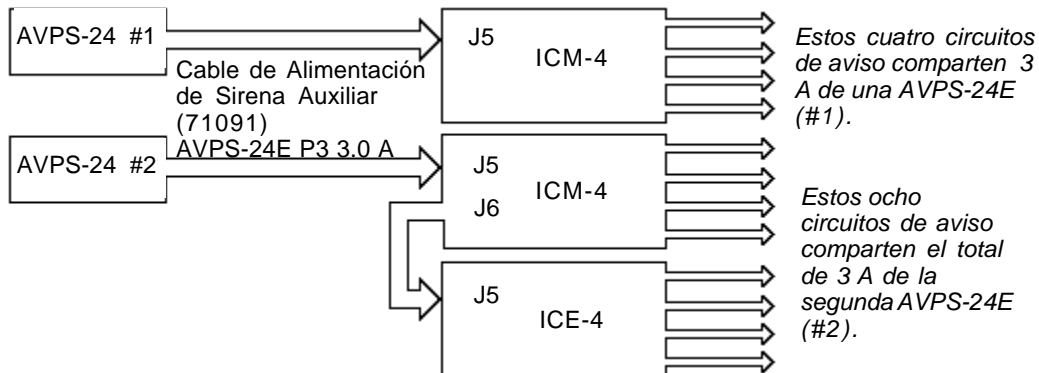 AVPS-24 #1
J5
ICM-4
Estos cuatro circuitos
de aviso comparten 3
A de una AVPS-24E
(#1).
Cable de Alimentación
de Sirena Auxiliar
(71091)
AVPS-24E P3 3.0 A
AVPS-24 #2
J5
ICM-4
J6
Estos ocho
circuitos de aviso
comparten el total
de 3 A de la
segunda AVPS-24E
(#2).
J5
ICE-4